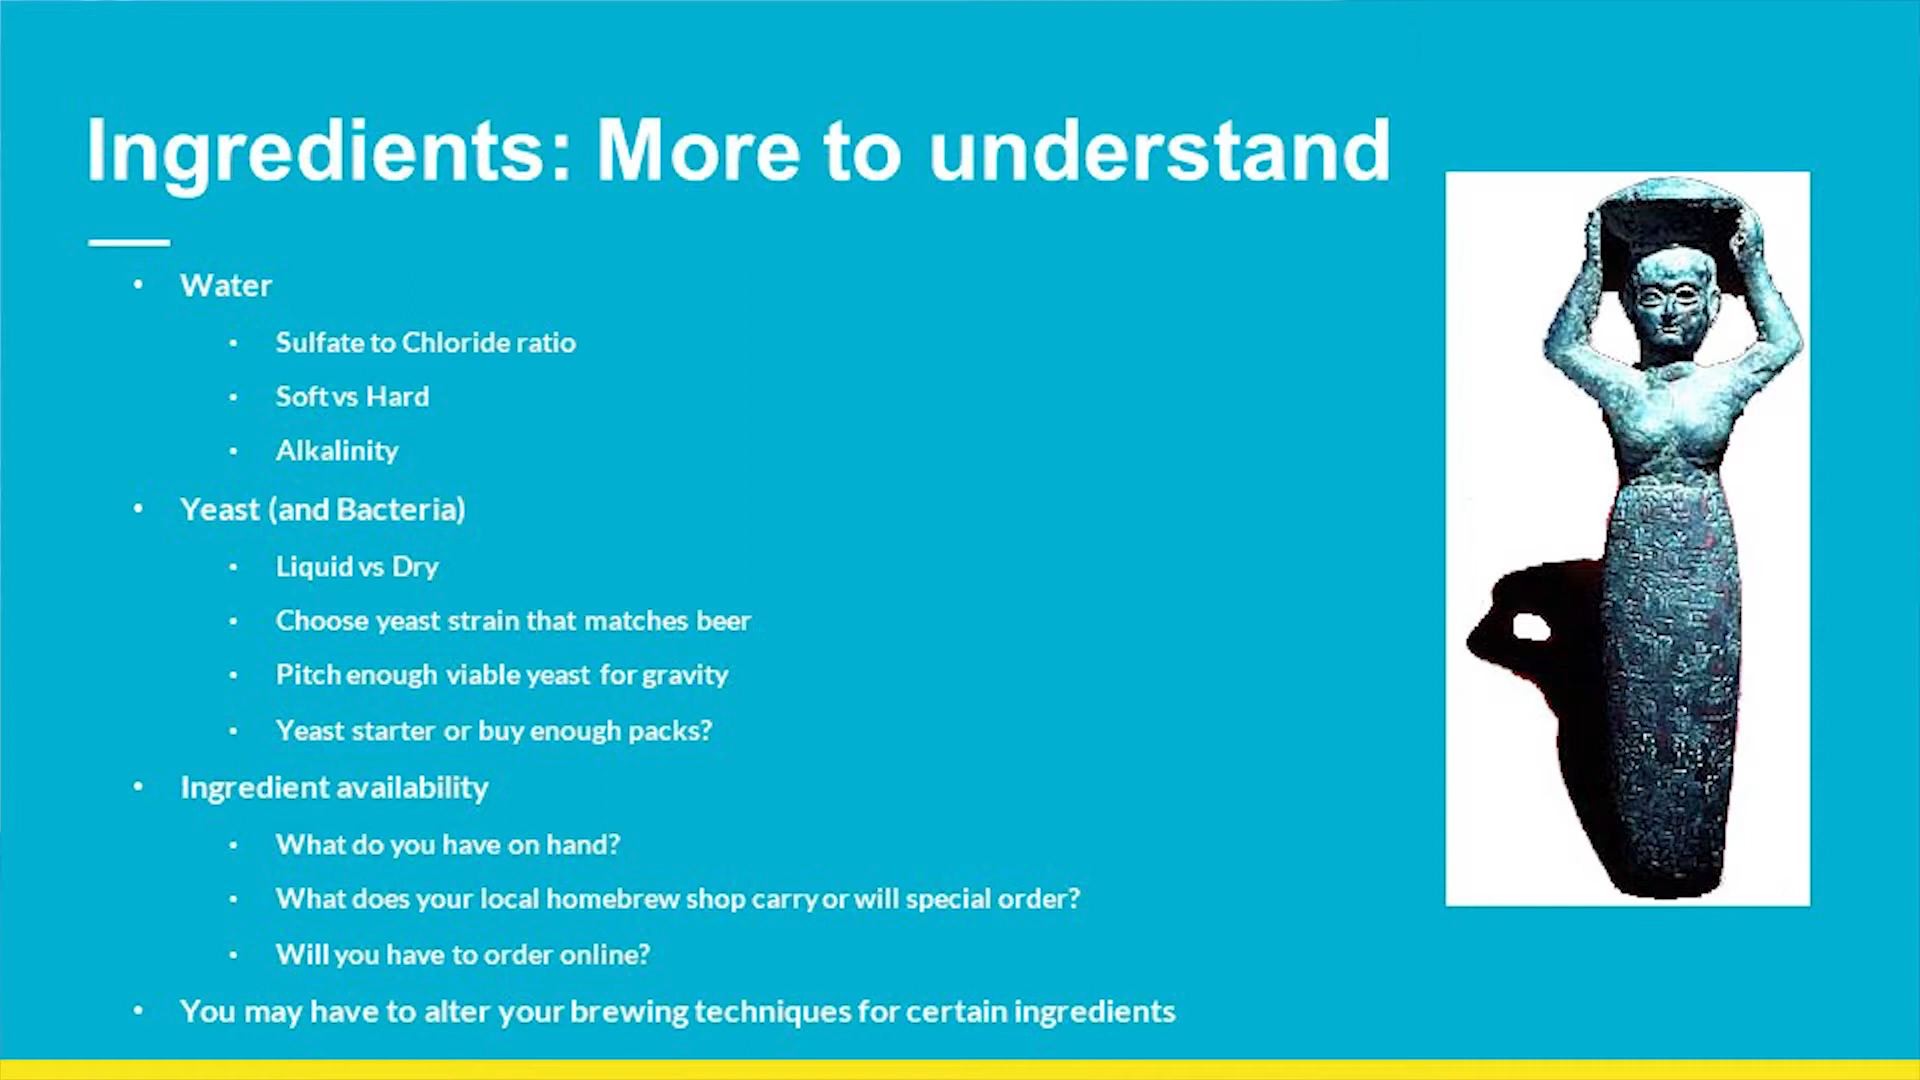 Ingredients: More to understand
• Water
• Sulfate to Chloride ratio
• Soft vs Hard
• Alkalinity
• Yeast (and Bacteria)
• Liquid vs Dry
• Choose yeast strain that matches beer
• Pitch enough viable yeast for gravity
• Yeast starter or buy enough packs?
• Ingredient availability
• What do you have on hand?
• What does your local homebrew shop carry or will special order?
• Will you have to order online?
• You may have to alter your brewing techniques for certain ingredients